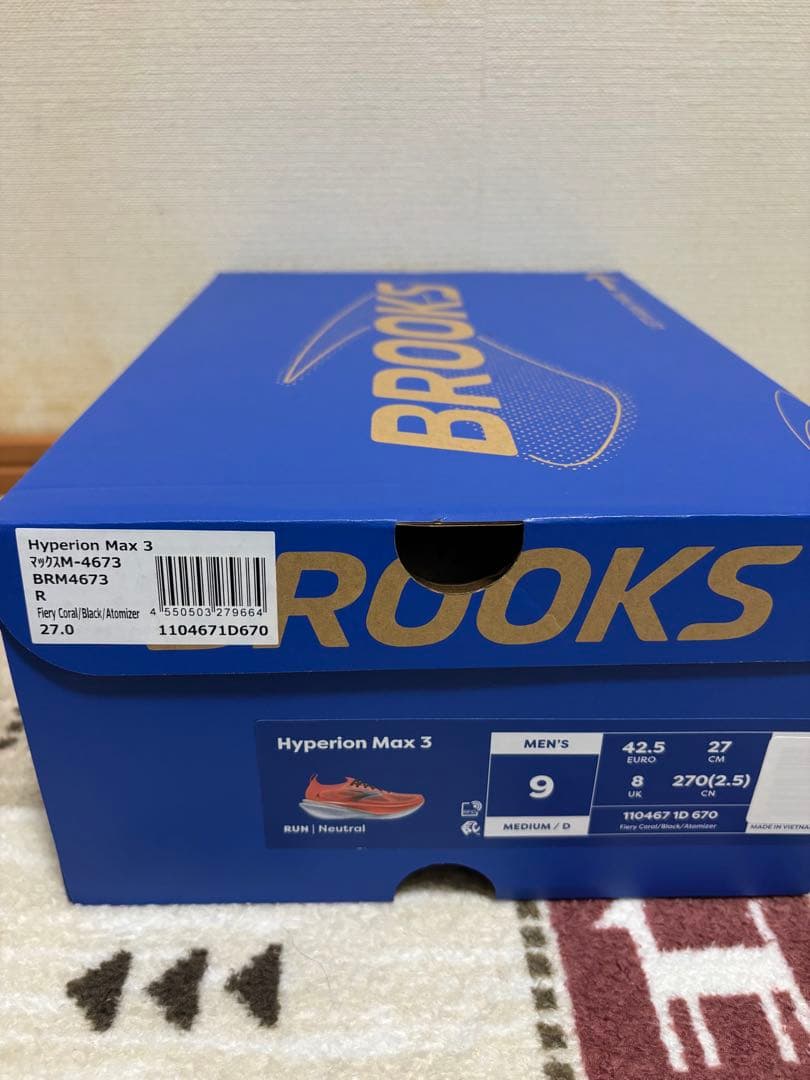 BROOKS
Hyperion Max 3
マックスM-4673
BRM4673
R
Fiery Coral/Black/Atomizer
4 550503 279664
27.0
1104671D670
BROOKS
Hyperion Max 3
RUN | Neutral
MEN'S
9
MEDIUM / D
42.5
EURO
27
CM
8
UK
270(2.5)
CN
110467 1D 670
Fiery Coral/Black/Atomizer
MADE IN VIETNA